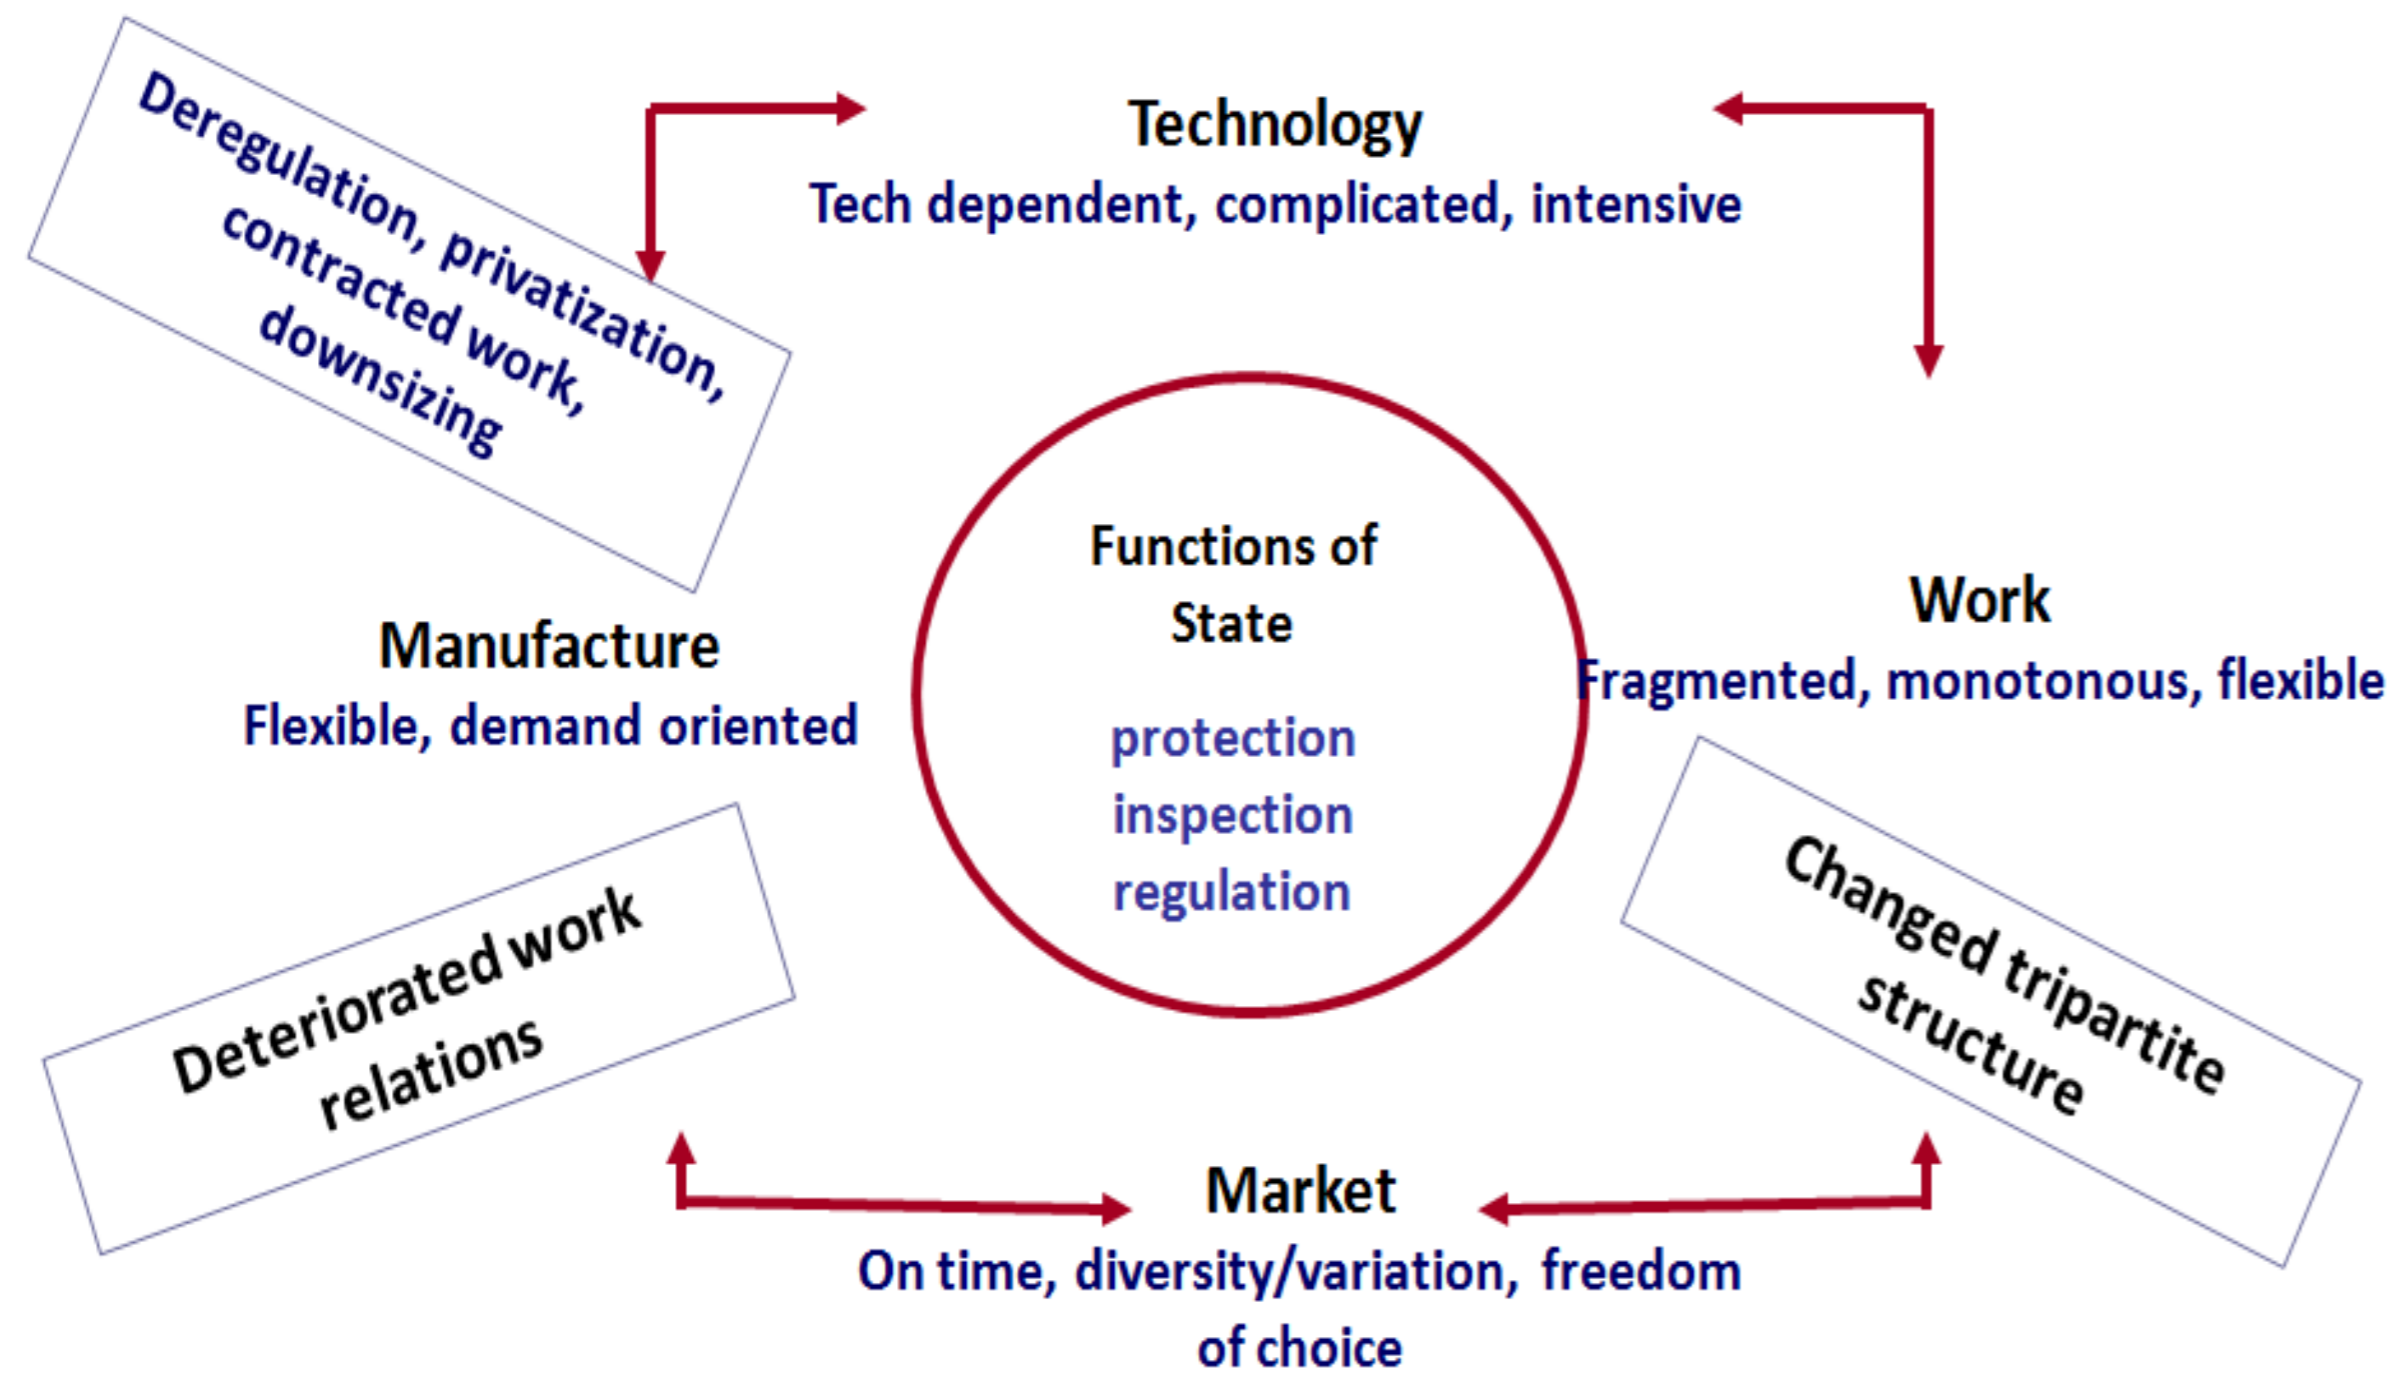 Deregulation, privatization,
contracted work,
downsizing
Technology
Tech dependent, complicated, intensive
Functions of
State
protection
inspection
regulation
Manufacture
Flexible, demand oriented
Work
Fragmented, monotonous, flexible
Deteriorated work
relations
Changed tripartite
structure
Market
On time, diversity/variation, freedom
of choice